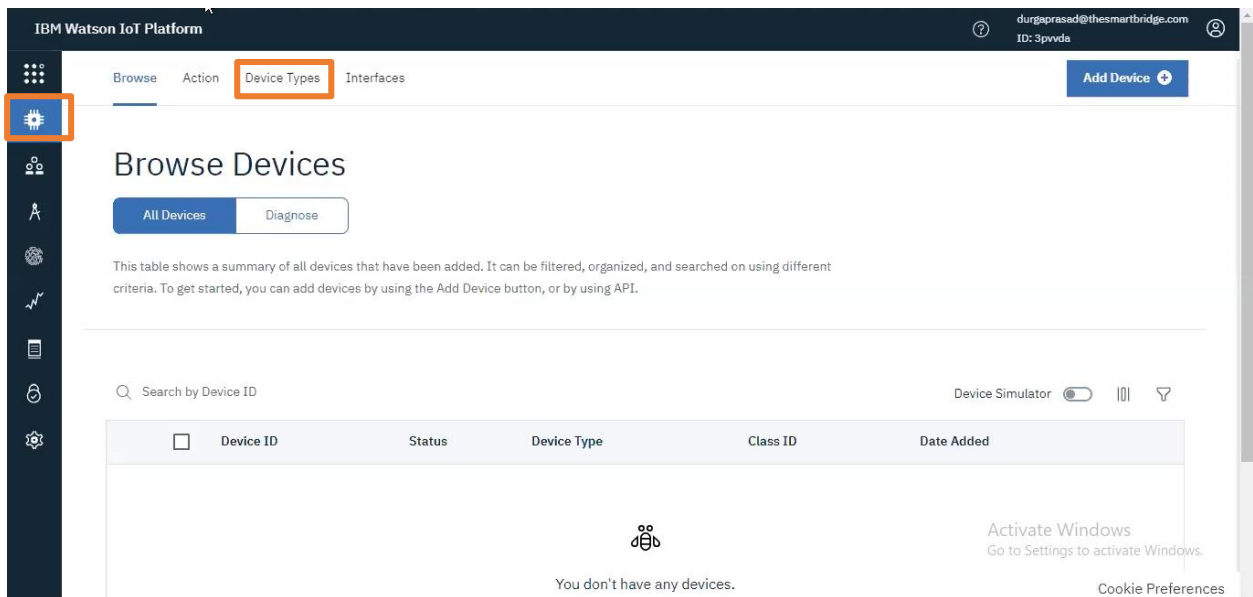 IBM Watson IoT Platform
durgaprasad@thesmartbridge.com
ID: 3pvvda
Browse Action Device Types Interfaces
Add Device
Browse Devices
All Devices Diagnose
This table shows a summary of all devices that have been added. It can be filtered, organized, and searched on using different
criteria. To get started, you can add devices by using the Add Device button, or by using API.
Search by Device ID
Device Simulator
Device ID Status Device Type Class ID Date Added
Activate Windows
Go to Settings to activate Windows.
You don't have any devices.
Cookie Preferences